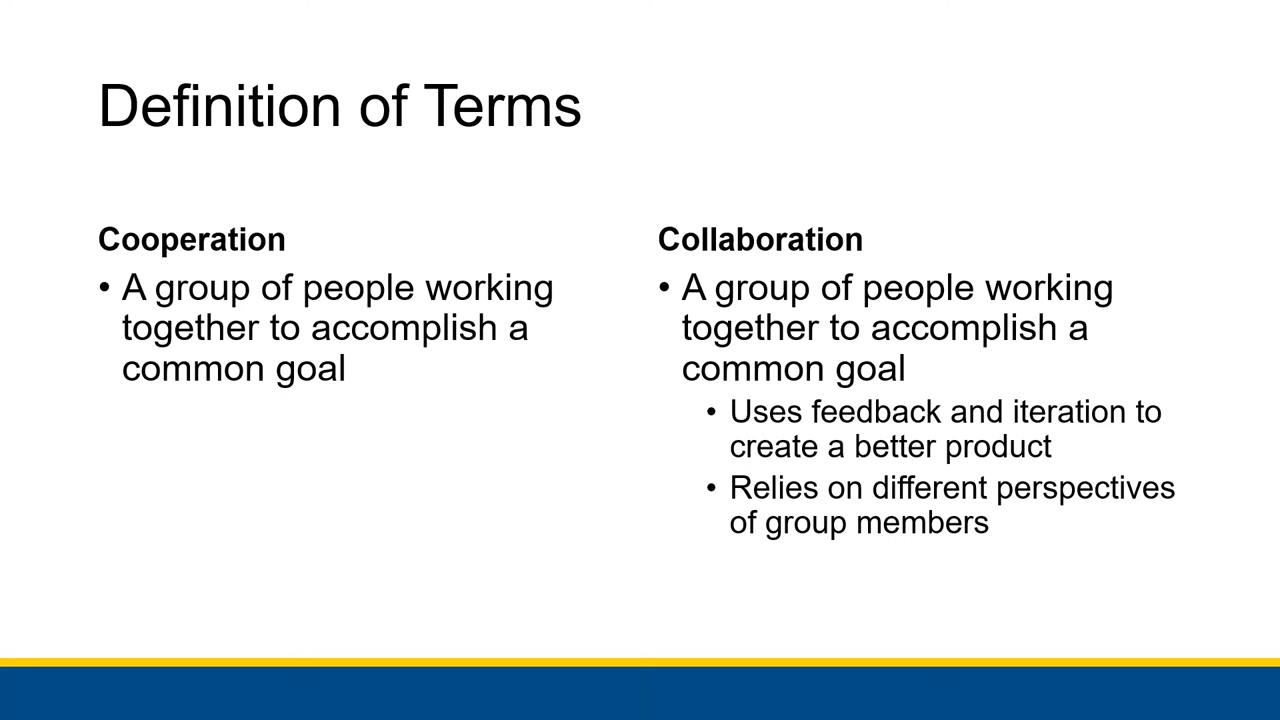 Definition of Terms
Cooperation
• A group of people working
together to accomplish a
common goal
Collaboration
• A group of people working
together to accomplish a
common goal
• Uses feedback and iteration to
create a better product
• Relies on different perspectives
of group members